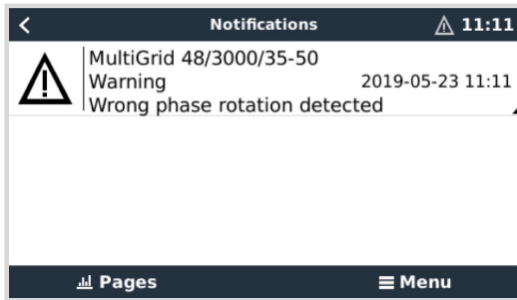 Notifications
11:11
MultiGrid 48/3000/35-50
Warning
2019-05-23 11:11
Wrong phase rotation detected
Pages
Menu